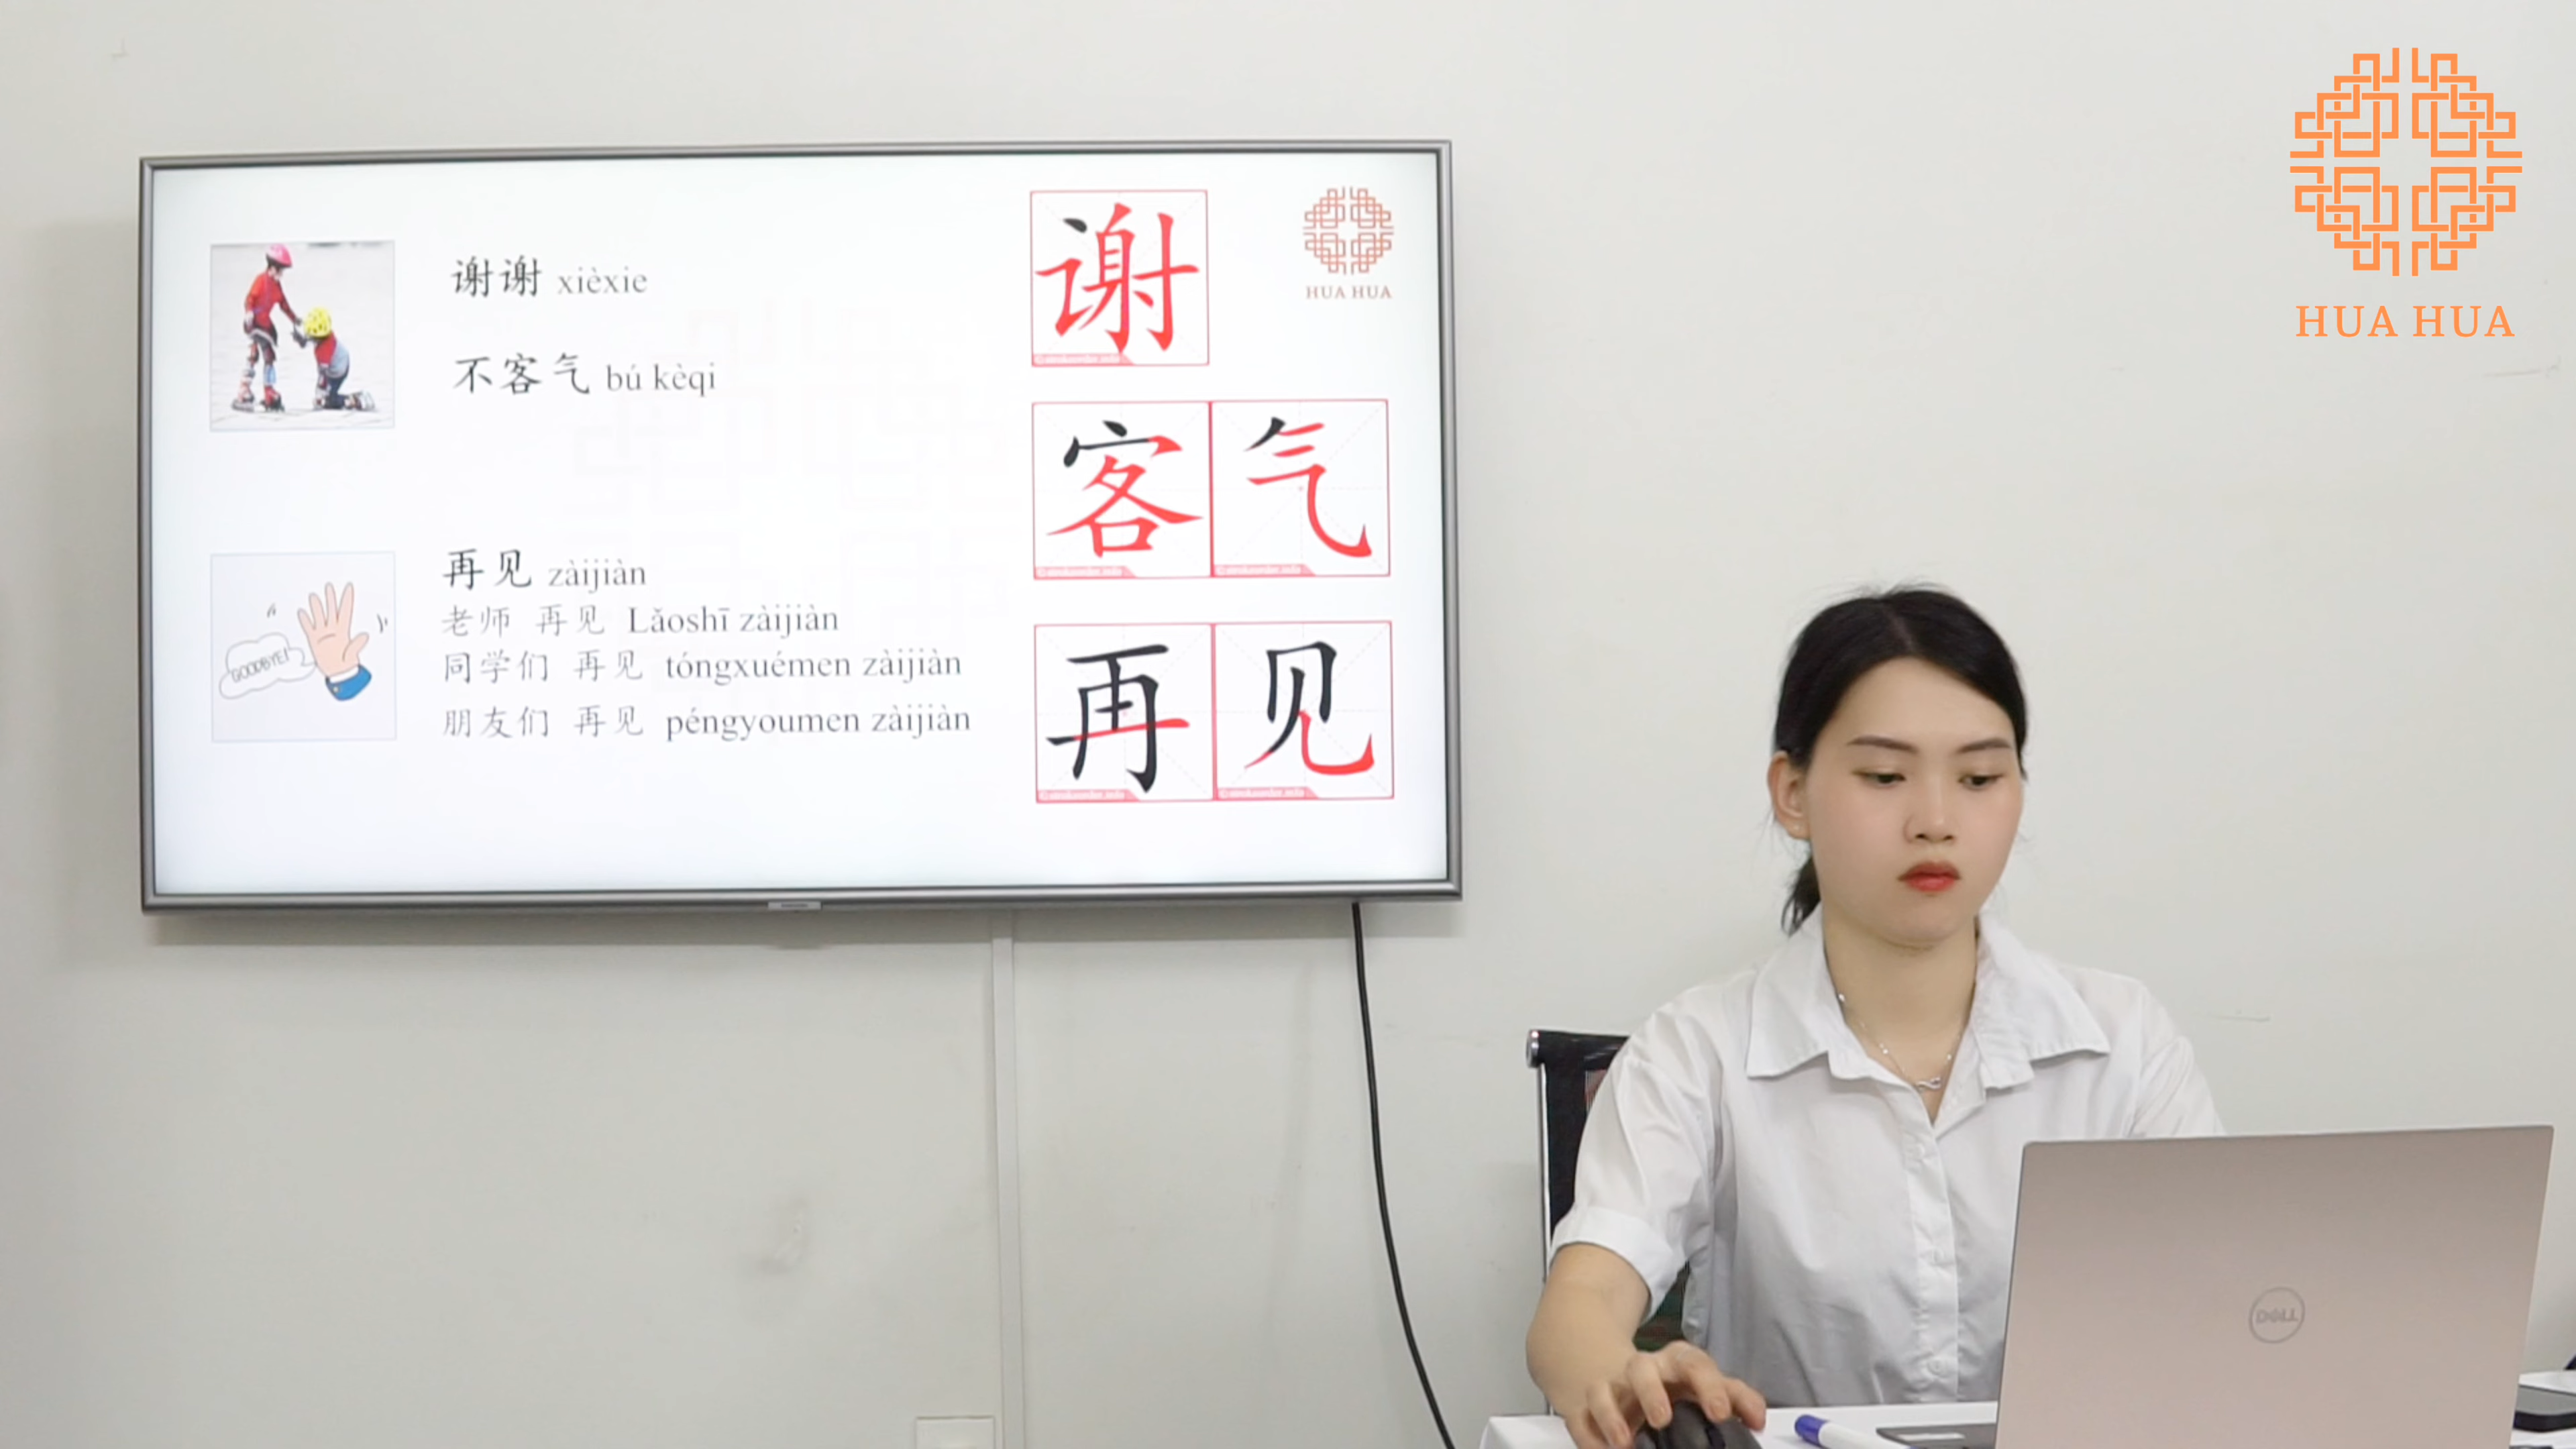 谢谢 xièxie
不客气 bú kèqi
GOODBYE!
再见 zàijiàn
老师 再见 Lǎoshī zàijiàn
同学们 再见 tóngxuémen zàijiàn
朋友们 再见 péngyoumen zàijiàn
谢
客气
再见
HUA HUA
HUA HUA
DELL